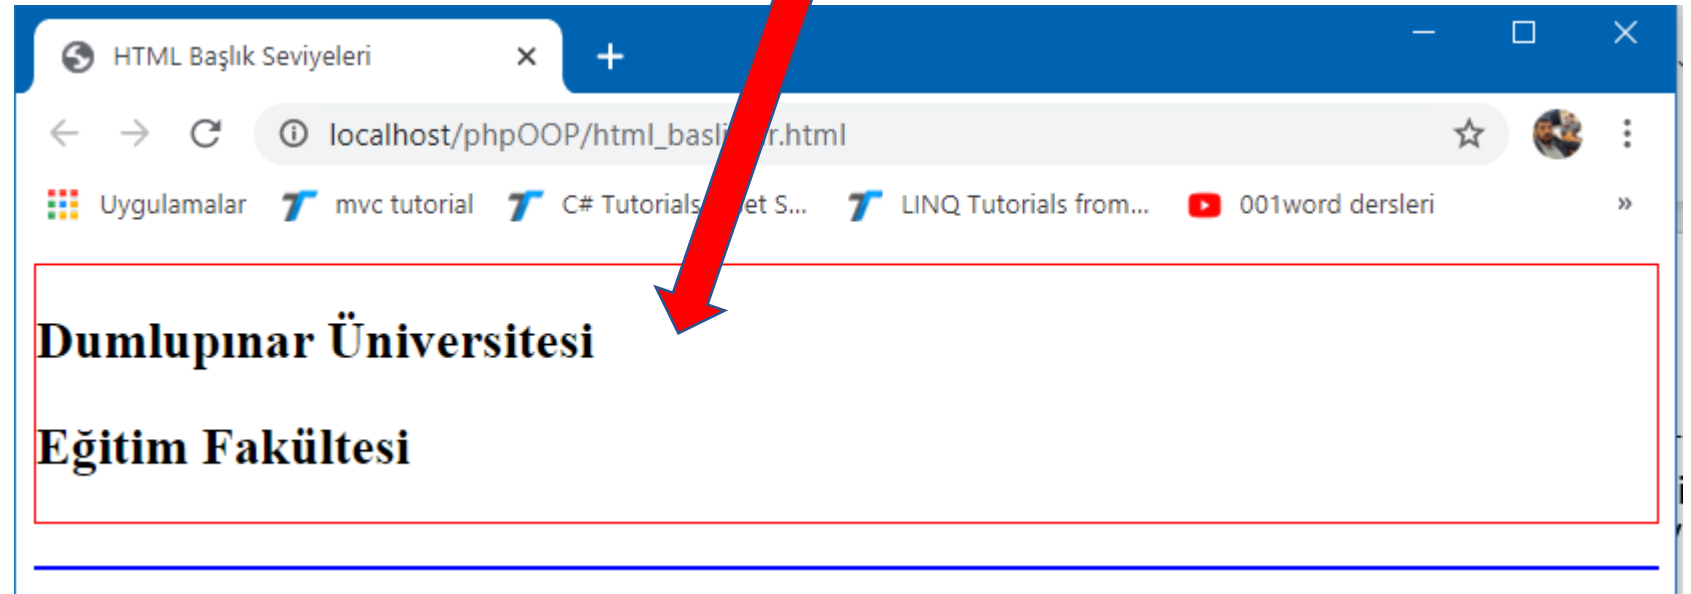 HTML Başlık Seviyeleri
localhost/phpOOP/html_basl r.html
Uygulamalar mvc tutorial C# Tutorials et S... LINQ Tutorials from... 001word dersleri »
Dumlupınar Üniversitesi
Eğitim Fakültesi